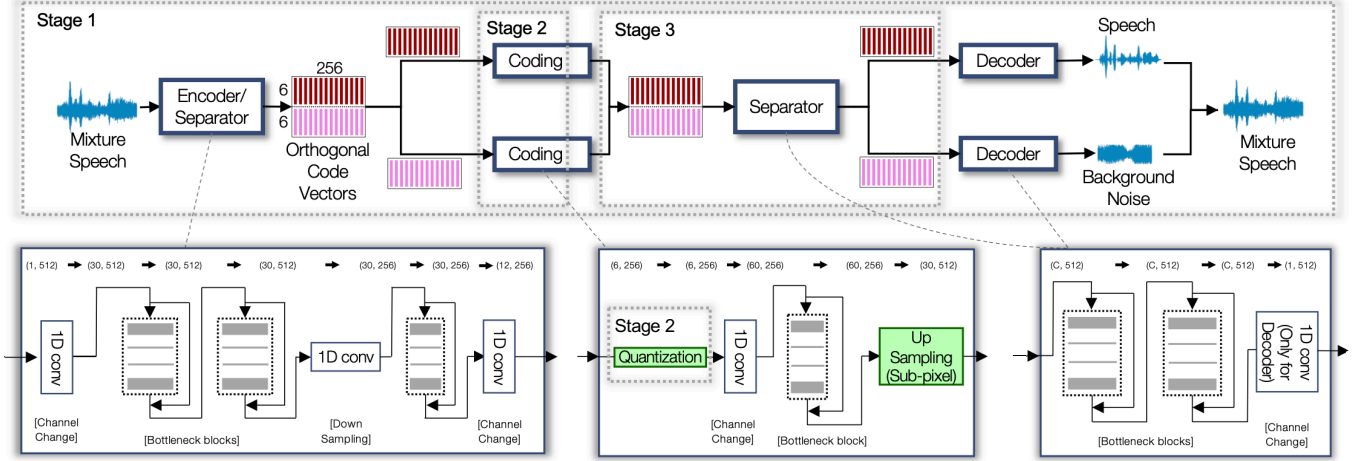 Stage 1
Stage 2
Stage 3
Mixture
Speech
Encoder/
Separator
256
6
6
Orthogonal
Code
Vectors
Coding
Coding
Separator
Decoder
Decoder
Speech
Background
Noise
Mixture
Speech
(1, 512) (30, 512) (30, 512) (30, 512) (30, 256) (30, 256) (12, 256)
1D conv
1D conv
1D conv
[Channel
Change]
[Bottleneck blocks]
[Down
Sampling]
[Channel
Change]
(6, 256) (6, 256) (60, 256) (60, 256) (30, 512)
Stage 2
Quantization
1D conv
Up
Sampling
(Sub-pixel)
[Channel
Change]
[Bottleneck block]
(C, 512) (C, 512) (C, 512) (1, 512)
1D conv
(Only for
Decoder)
[Bottleneck blocks]
[Channel
Change]